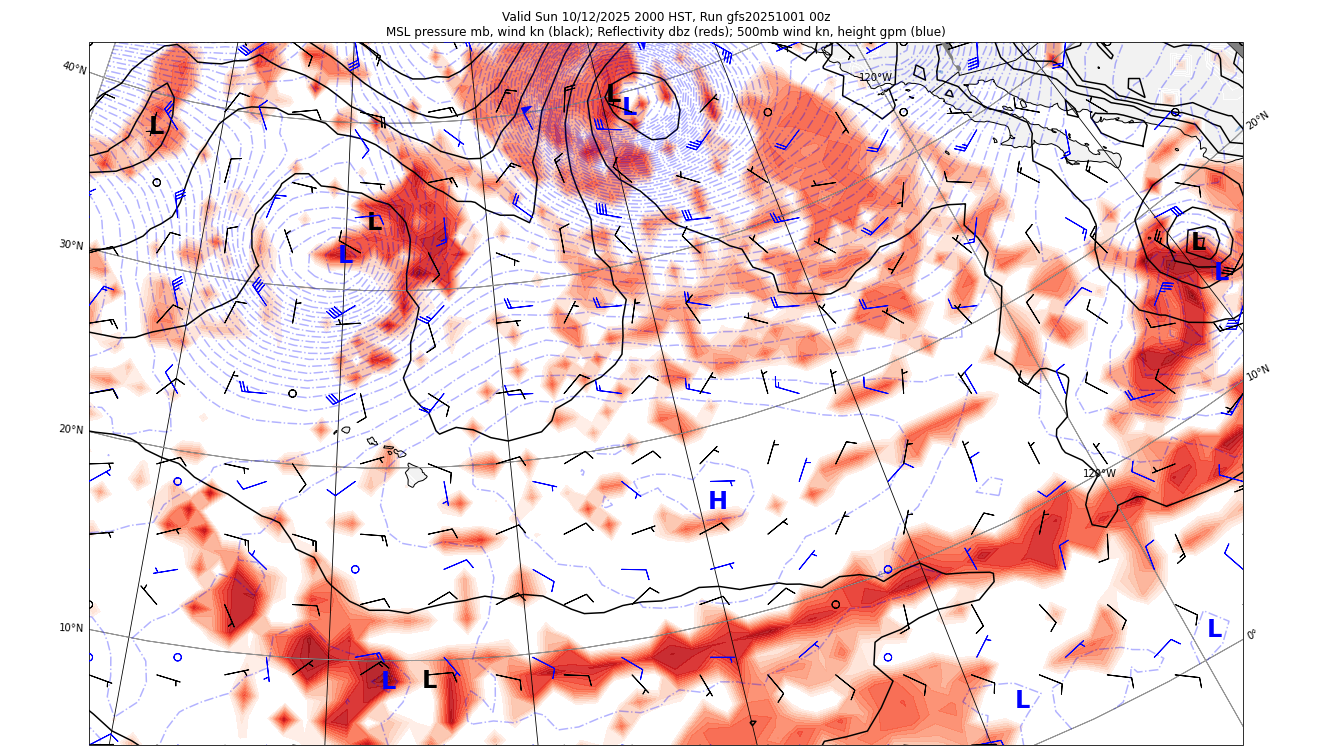 Valid Sun 10/12/2025 2000 HST, Run gfs20251001 00z
MSL pressure mb, wind kn (black); Reflectivity dbz (reds); 500mb wind kn, height gpm (blue)
40°N
120°W
20°N
L
L
L
L
30°N
L
L
L
10°N
20°N
120°W
H
10°N
0°
L
L
L
L